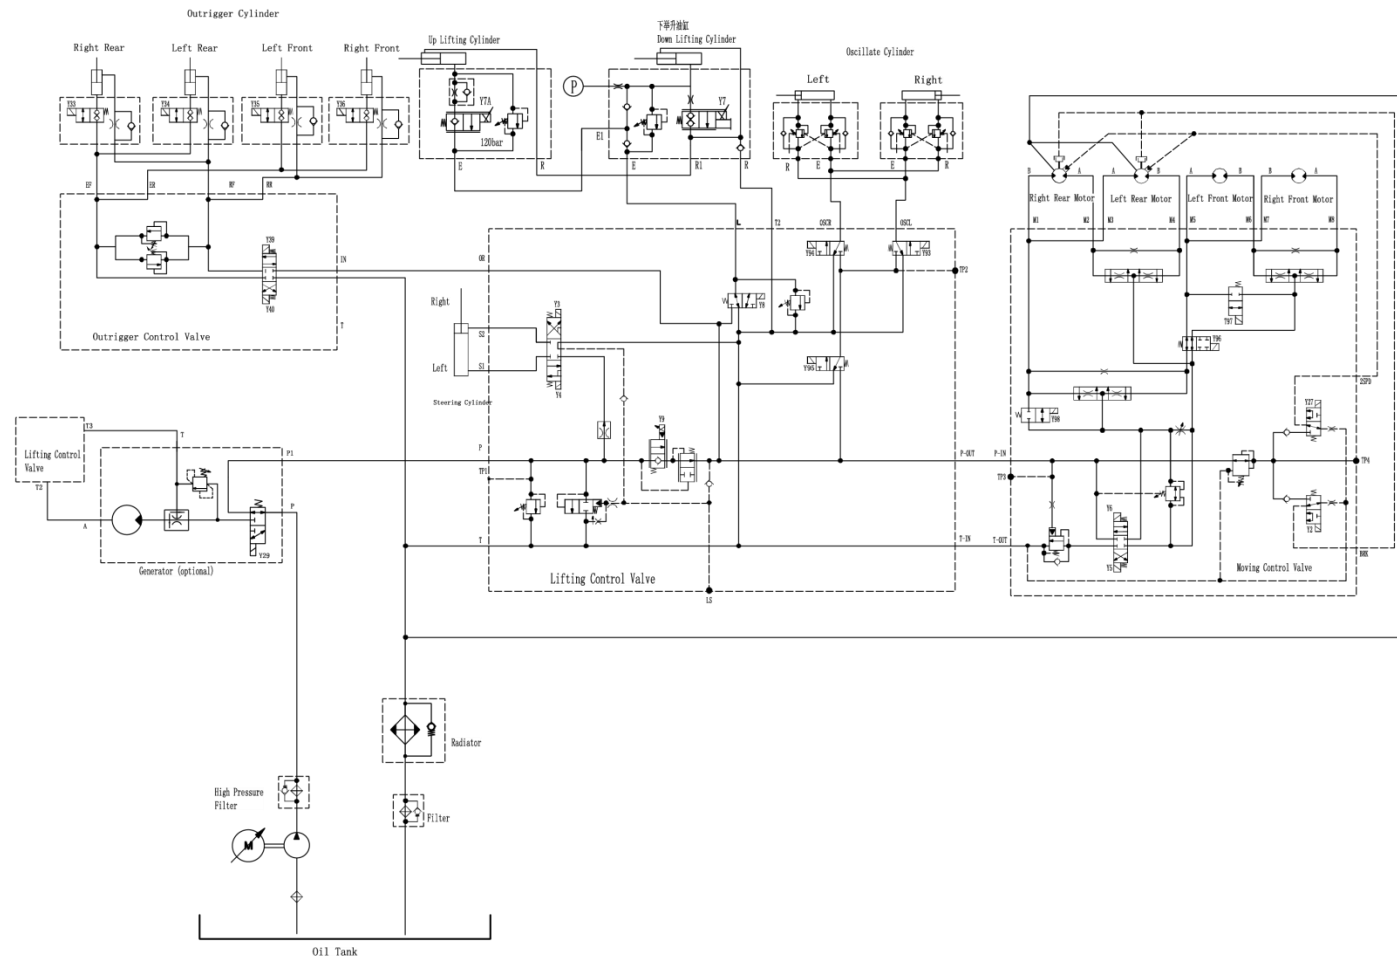 Outrigger Cylinder
Right Rear
Left Rear
Left Front
Right Front
Up Lifting Cylinder
下举升油缸
Down Lifting Cylinder
Oscillate Cylinder
Left
Right
Y33
Y34
Y35
Y36
Y7A
120bar
P
Y7
E1
E
R
E
R1
R
R
E
E
R
EF
ER
RF
RR
Y39
Y40
IN
T
Outrigger Control Valve
OR
L
T2
OSCR
OSCL
Y94
Y93
TP2
Y8
Y95
Right
Left
S2
S1
Y3
Y4
Steering Cylinder
Y9
P
TP1
T
LS
P-OUT
T-IN
Lifting Control Valve
B
A
A
B
A
B
B
A
Right Rear Motor
Left Rear Motor
Left Front Motor
Right Front Motor
M1
M2
M3
M4
M5
M6
M7
M8
Y97
Y96
Y98
2SPD
Y27
P-IN
TP3
TP4
T-OUT
Y6
Y5
Y2
BRK
Moving Control Valve
Lifting Control
Valve
T3
T2
T
P1
A
P
Y29
Generator (optional)
Radiator
Filter
High Pressure
Filter
M
Oil Tank